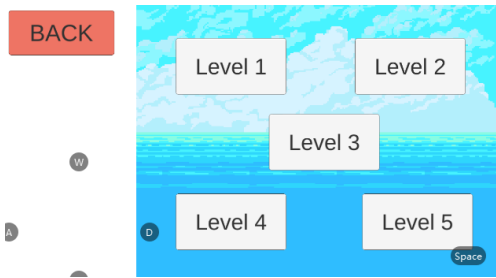 BACK
Level 1
Level 2
Level 3
W
Level 4
Level 5
A
D
Space